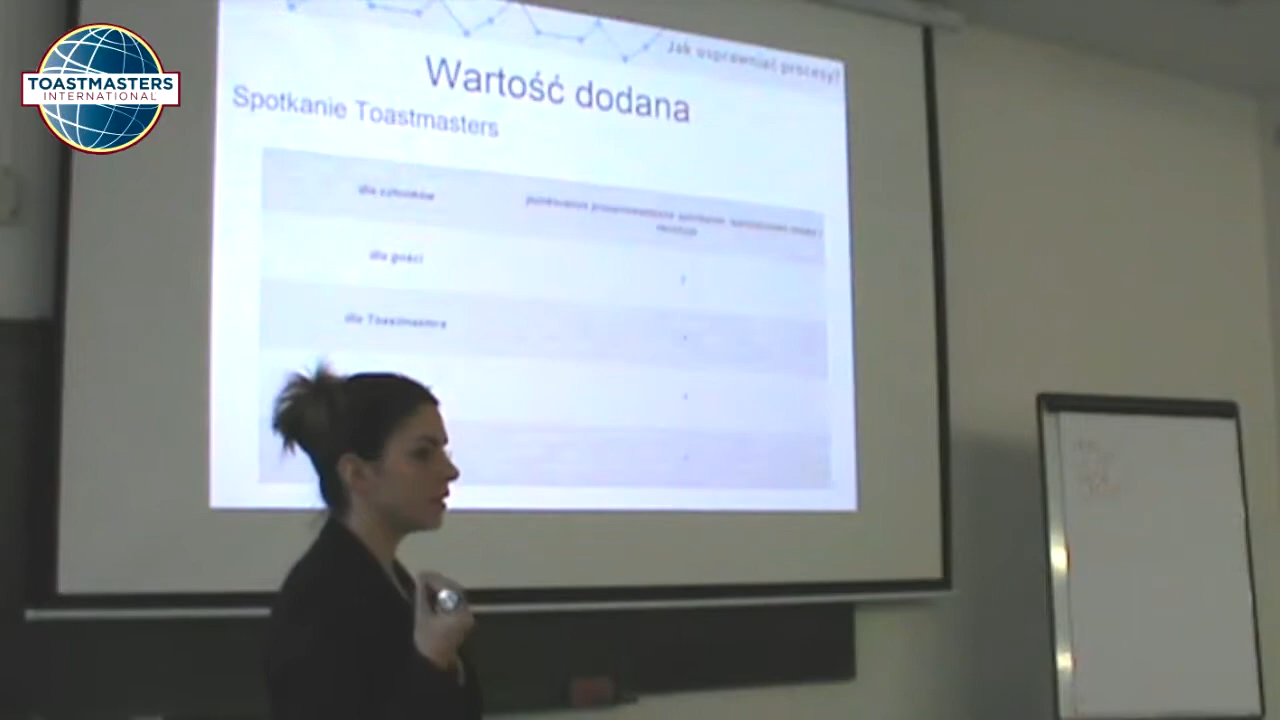 TOASTMASTERS
INTERNATIONAL
Jak usprawniać procesy?
Wartość dodana
Spotkanie Toastmasters
dla członków
dla gości
dla Toastmastera